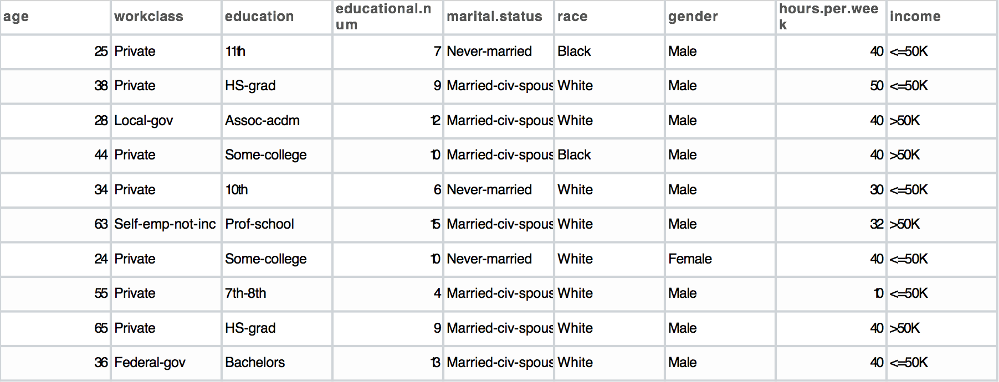 age workclass education educational.n
um marital.status race gender hours.per.wee
k income
25 Private 11th 7 Never-married Black Male 40 <=50K
38 Private HS-grad 9 Married-civ-spous White Male 50 <=50K
28 Local-gov Assoc-acdm 12 Married-civ-spous White Male 40 >50K
44 Private Some-college 10 Married-civ-spous Black Male 40 >50K
34 Private 10th 6 Never-married White Male 30 <=50K
63 Self-emp-not-inc Prof-school 15 Married-civ-spous White Male 32 >50K
24 Private Some-college 10 Never-married White Female 40 <=50K
55 Private 7th-8th 4 Married-civ-spous White Male 10 <=50K
65 Private HS-grad 9 Married-civ-spous White Male 40 >50K
36 Federal-gov Bachelors 13 Married-civ-spous White Male 40 <=50K